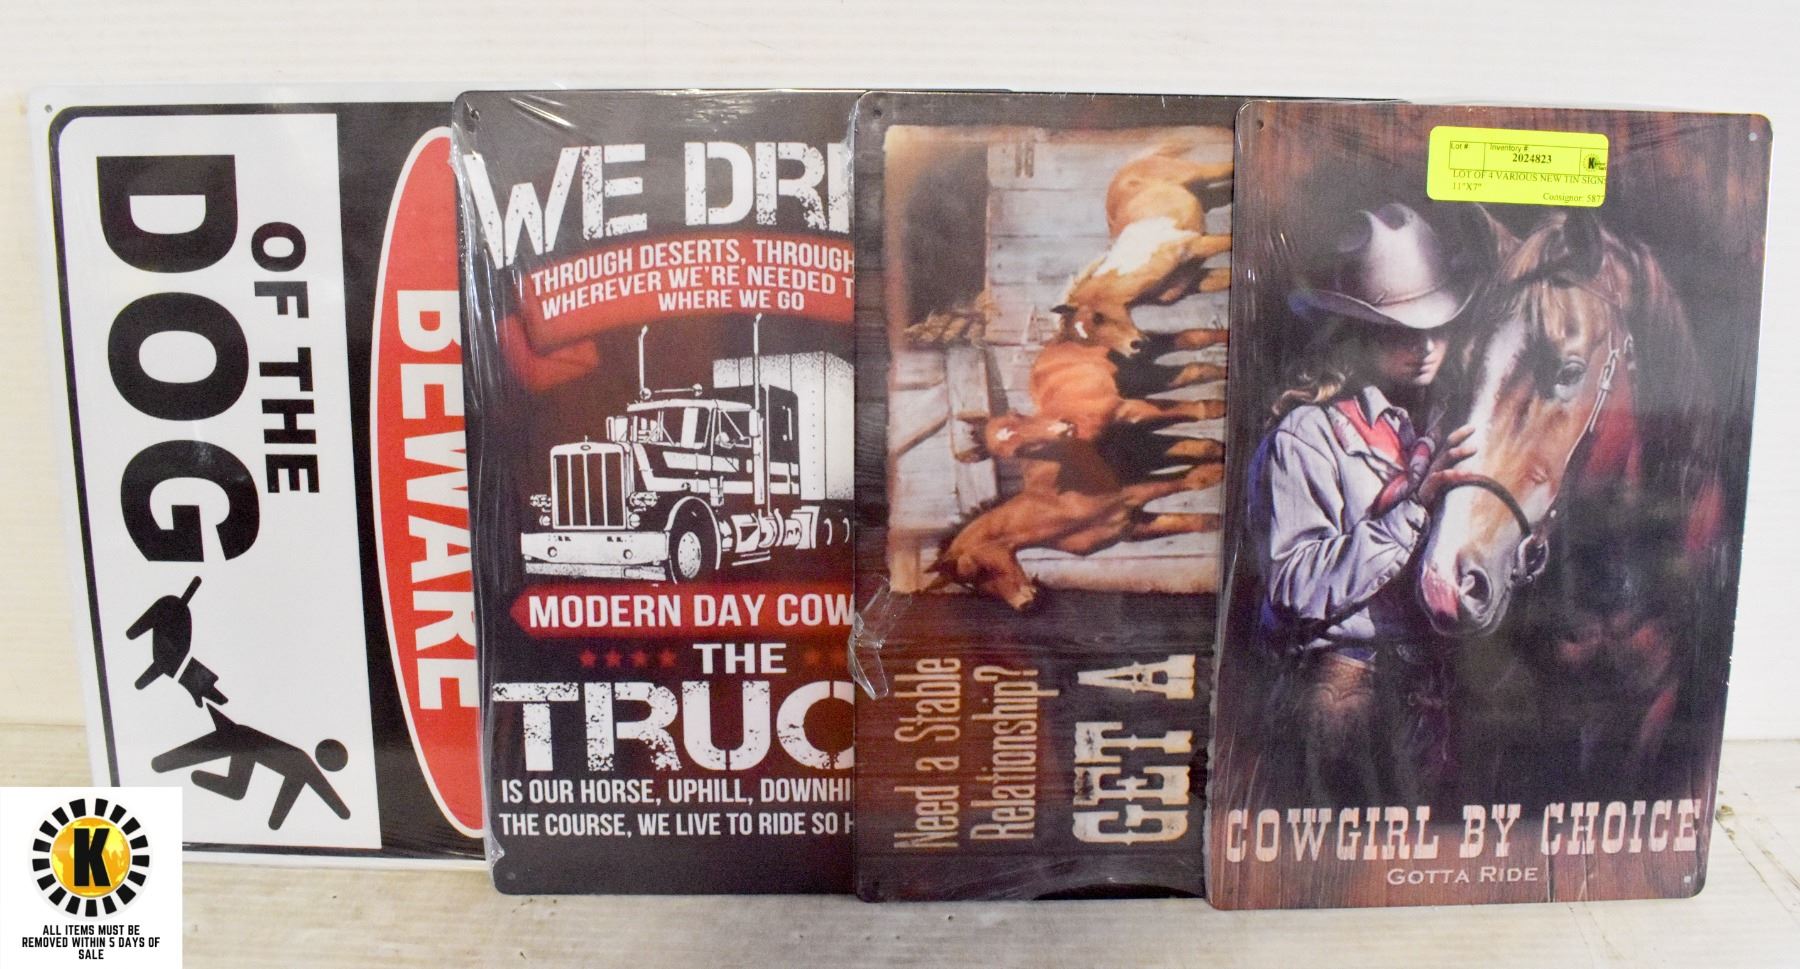 BEWARE
OF THE
DOG
WE DRI
THROUGH DESERTS, THROUGH
WHEREVER WE'RE NEEDED T
WHERE WE GO
MODERN DAY COW
THE
TRUC
IS OUR HORSE, UPHILL, DOWNHI
THE COURSE, WE LIVE TO RIDE SO H
Need a Stable
Relationship?
GET A
Lot # Inventory #
2024823
LOT OF 4 VARIOUS NEW TIN SIGNS
11"X7"
Consignor: 587
COWGIRL BY CHOICE
GOTTA RIDE
K
ALL ITEMS MUST BE
REMOVED WITHIN 5 DAYS OF
SALE